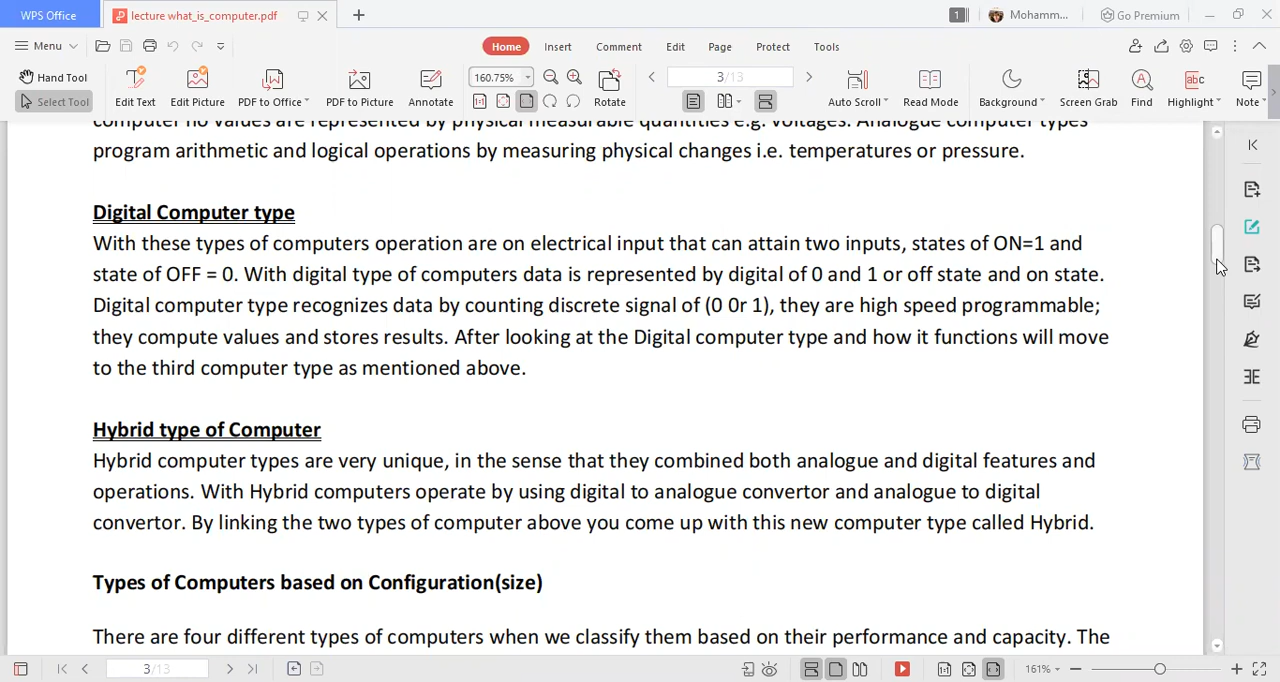 WPS Office
lecture what_is_computer.pdf
1
Mohamm...
Go Premium
Menu
Home
Insert
Comment
Edit
Page
Protect
Tools
Hand Tool
Select Tool
Edit Text
Edit Picture
PDF to Office
PDF to Picture
Annotate
160.75%
Rotate
3/13
Auto Scroll
Read Mode
Background
Screen Grab
Find
Highlight
Note
computer no values are represented by physical measurable quantities e.g. voltages. Analogue computer types
program arithmetic and logical operations by measuring physical changes i.e. temperatures or pressure.
Digital Computer type
With these types of computers operation are on electrical input that can attain two inputs, states of ON=1 and
state of OFF = 0. With digital type of computers data is represented by digital of 0 and 1 or off state and on state.
Digital computer type recognizes data by counting discrete signal of (0 0r 1), they are high speed programmable;
they compute values and stores results. After looking at the Digital computer type and how it functions will move
to the third computer type as mentioned above.
Hybrid type of Computer
Hybrid computer types are very unique, in the sense that they combined both analogue and digital features and
operations. With Hybrid computers operate by using digital to analogue convertor and analogue to digital
convertor. By linking the two types of computer above you come up with this new computer type called Hybrid.
Types of Computers based on Configuration(size)
There are four different types of computers when we classify them based on their performance and capacity. The
3/13
161%